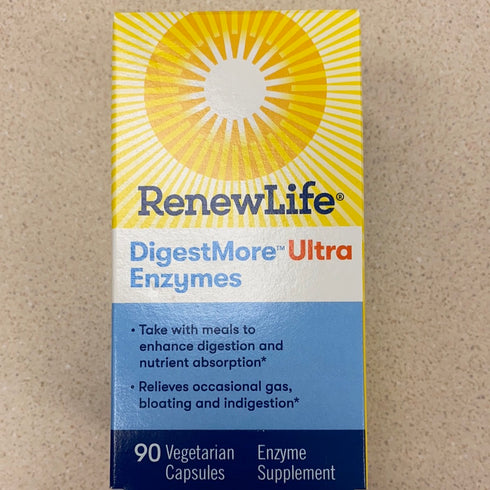 RenewLife®
DigestMore™ Ultra
Enzymes
• Take with meals to
enhance digestion and
nutrient absorption*
• Relieves occasional gas,
bloating and indigestion*
90 Vegetarian Capsules
Enzyme Supplement